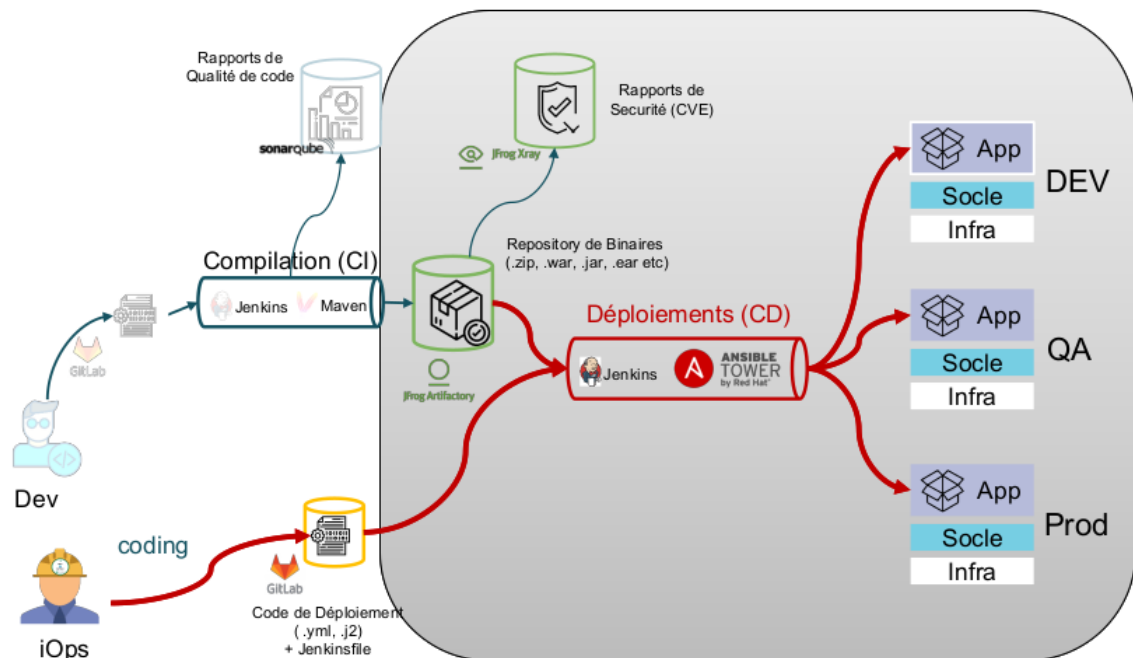 Rapports de
Qualité de code
sonarqube
Rapports de
Securité (CVE)
JFrog Xray
Compilation (CI)
Jenkins
Maven
Repository de Binaires
(.zip, .war, .jar, .ear etc)
JFrog Artifactory
GitLab
Dev
Déploiements (CD)
Jenkins
ANSIBLE
TOWER
by Red Hat
App
Socle
Infra
DEV
App
Socle
Infra
QA
App
Socle
Infra
Prod
coding
GitLab
Code de Déploiement
( .yml, .j2)
+ Jenkinsfile
iOps